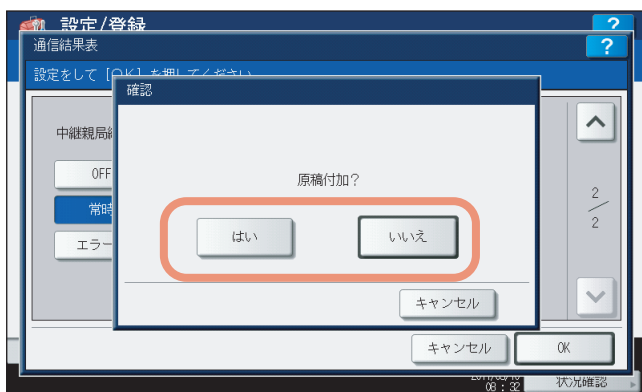 設定/登録
?
通信結果表
?
設定をして [OK] を押してください
確認
中継親局
原稿付加?
OFF
常時
はい
いいえ
エラー
2
2
キャンセル
キャンセル
OK
08:32
状況確認